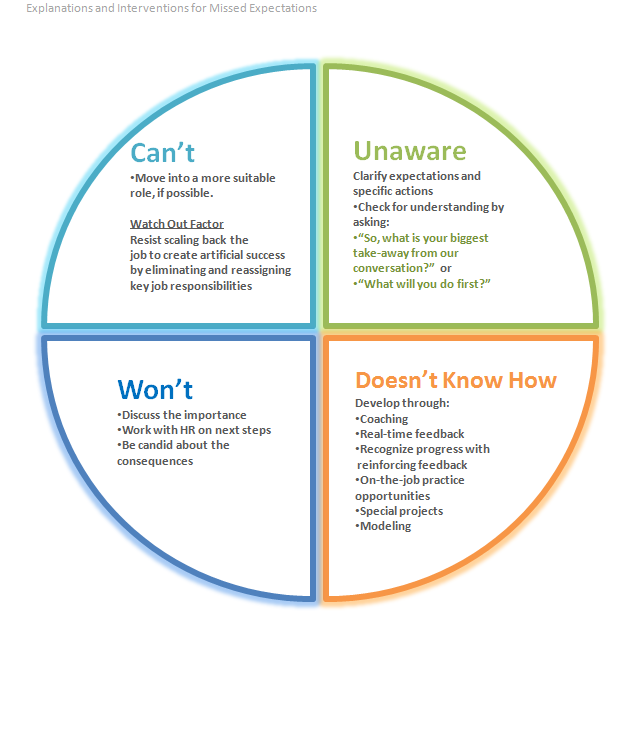 Explanations and Interventions for Missed Expectations
Can't
•Move into a more suitable
role, if possible.
Watch Out Factor
Resist scaling back the
job to create artificial success
by eliminating and reassigning
key job responsibilities
Unaware
Clarify expectations and
specific actions
•Check for understanding by
asking:
•“So, what is your biggest
take-away from our
conversation?” or
•“What will you do first?”
Won't
•Discuss the importance
•Work with HR on next steps
•Be candid about the
consequences
Doesn't Know How
Develop through:
•Coaching
•Real-time feedback
•Recognize progress with
reinforcing feedback
•On-the-job practice
opportunities
•Special projects
•Modeling